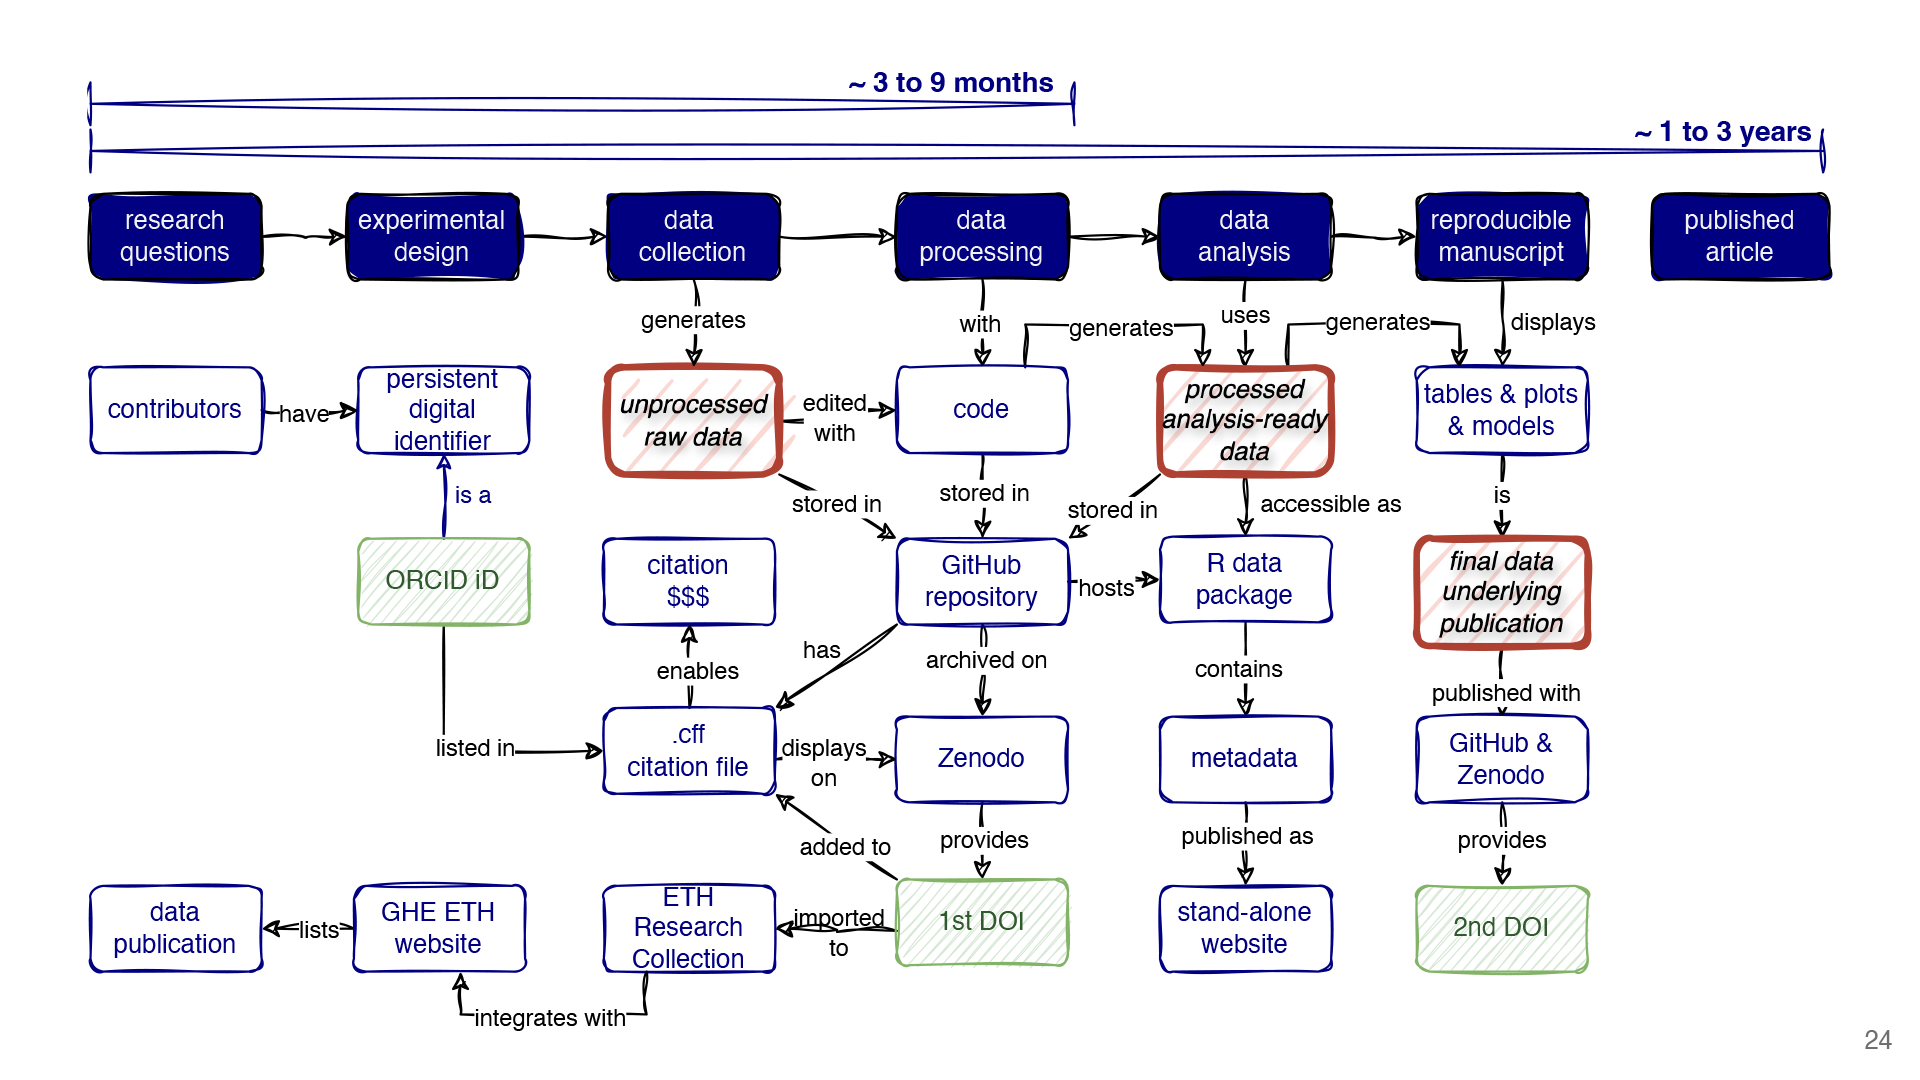 ~ 3 to 9 months
~ 1 to 3 years
research
questions
experimental
design
data
collection
data
processing
data
analysis
reproducible
manuscript
published
article
generates
with
generates
uses
generates
displays
contributors
have
persistent
digital
identifier
unprocessed
raw data
edited
with
code
processed
analysis-ready
data
tables & plots
& models
is a
stored in
stored in
stored in
accessible as
is
ORCID iD
citation
$$$
GitHub
repository
hosts
R data
package
final data
underlying
publication
enables
has
archived on
contains
published with
listed in
.cff
citation file
displays
on
Zenodo
metadata
GitHub &
Zenodo
added to
provides
published as
provides
data
publication
lists
GHE ETH
website
ETH
Research
Collection
imported
to
1st DOI
stand-alone
website
2nd DOI
integrates with
24